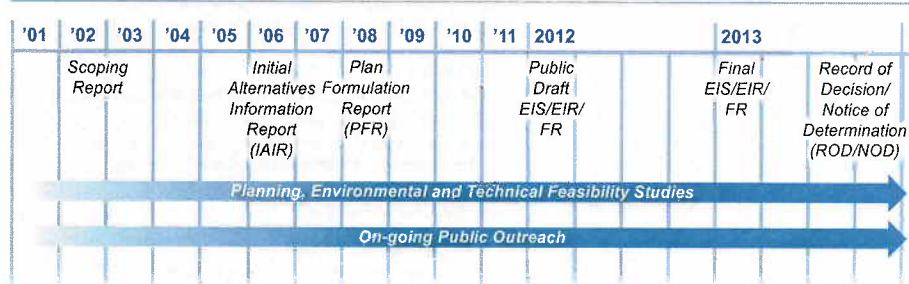 '01 '02 '03 '04 '05 '06 '07 '08 '09 '10 '11 2012 2013
Scoping
Report
Initial
Alternatives
Information
Report
(IAIR)
Plan
Formulation
Report
(PFR)
Public
Draft
EIS/EIR/
FR
Final
EIS/EIR/
FR
Record of
Decision/
Notice of
Determination
(ROD/NOD)
Planning, Environmental and Technical Feasibility Studies
On-going Public Outreach